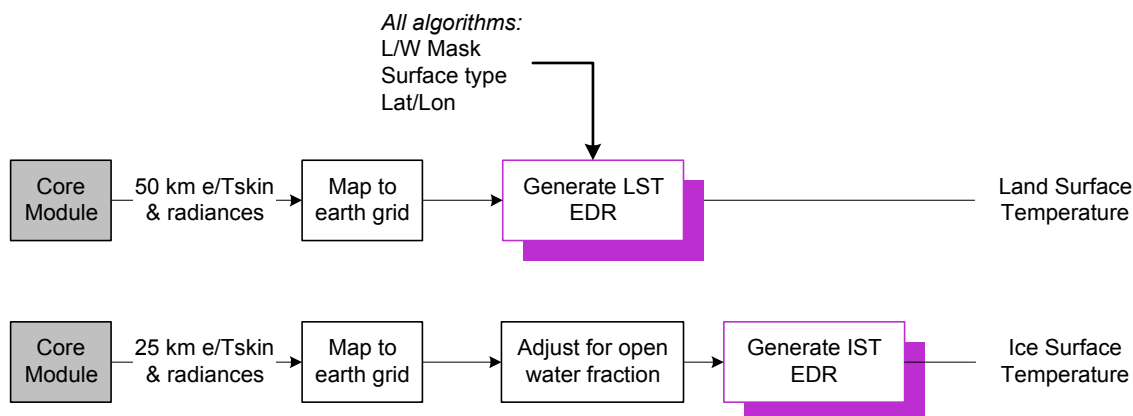 All algorithms:
L/W Mask
Surface type
Lat/Lon
Core
Module
50 km e/Tskin
& radiances
Map to
earth grid
Generate LST
EDR
Land Surface
Temperature
Core
Module
25 km e/Tskin
& radiances
Map to
earth grid
Adjust for open
water fraction
Generate IST
EDR
Ice Surface
Temperature